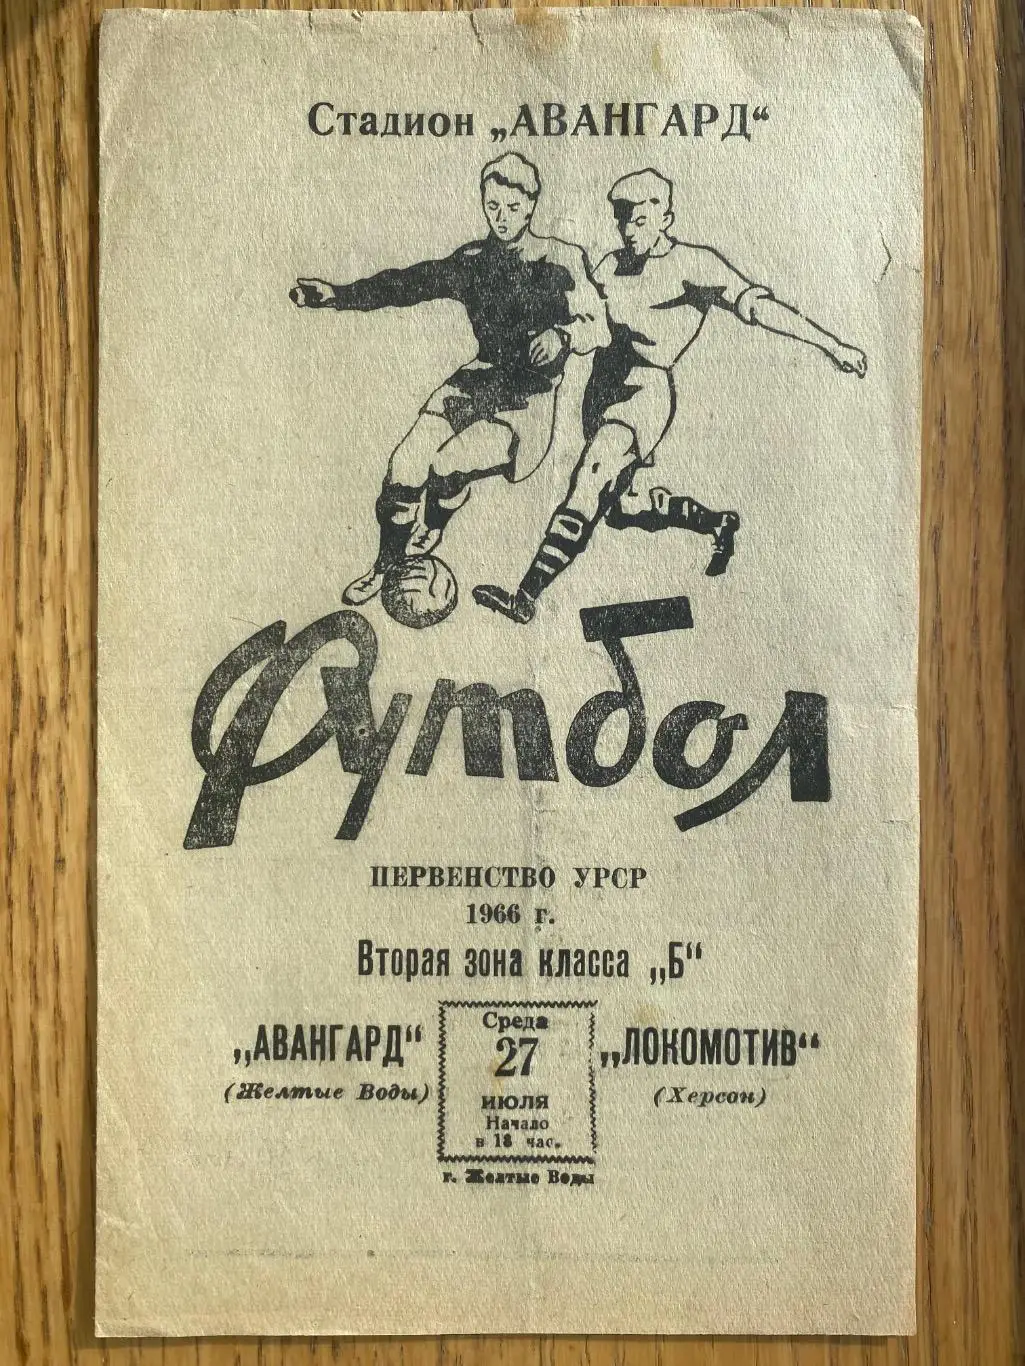 Стадион „АВАНГАРД“
Футбол
ПЕРВЕНСТВО УРСР
1966 г.
Вторая зона класса „Б"
„АВАНГАРД"
(Желтые Воды)
Среда
27
июля
Начало
в 18 час.
„ЛОКОМОТИВ"
(Херсон)
г. Желтые Воды